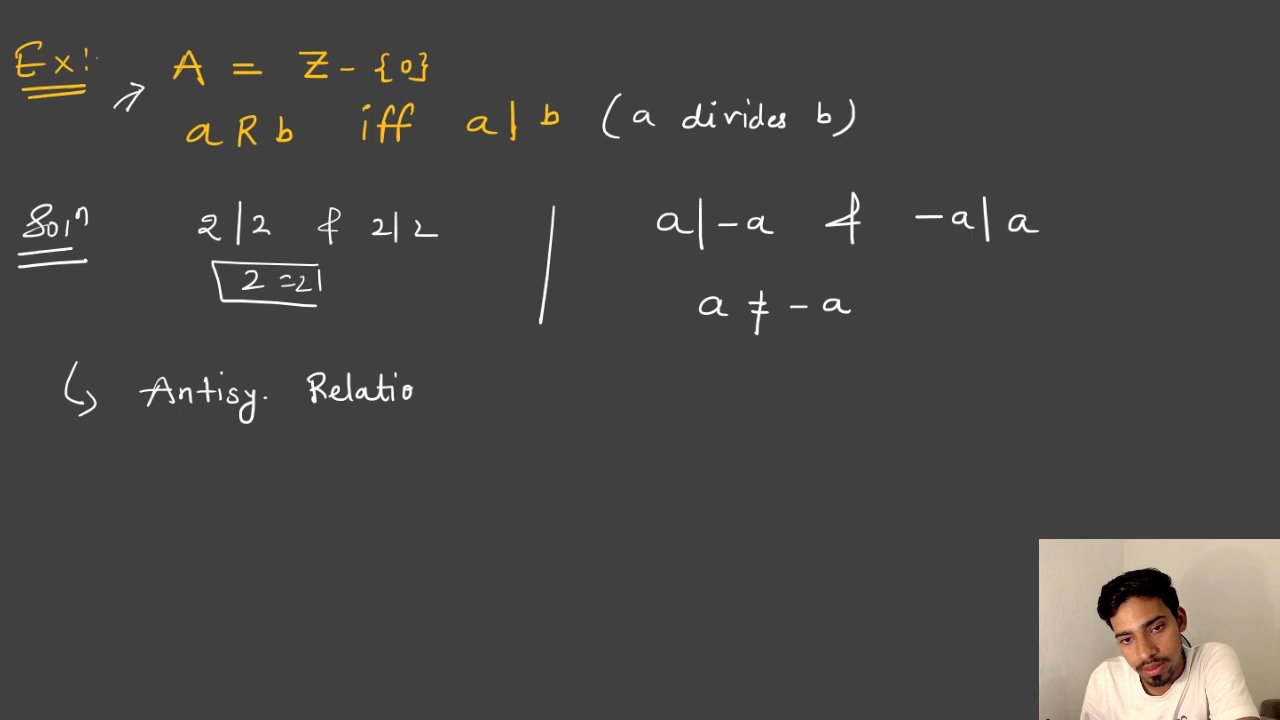 Ex:- A = Z - {0}
a R b iff a | b (a divides b)
Solⁿ 2|2 & 2|2 a|-a & -a|a
2 = 2 a ≠ - a
↳ Antisy. Relatio